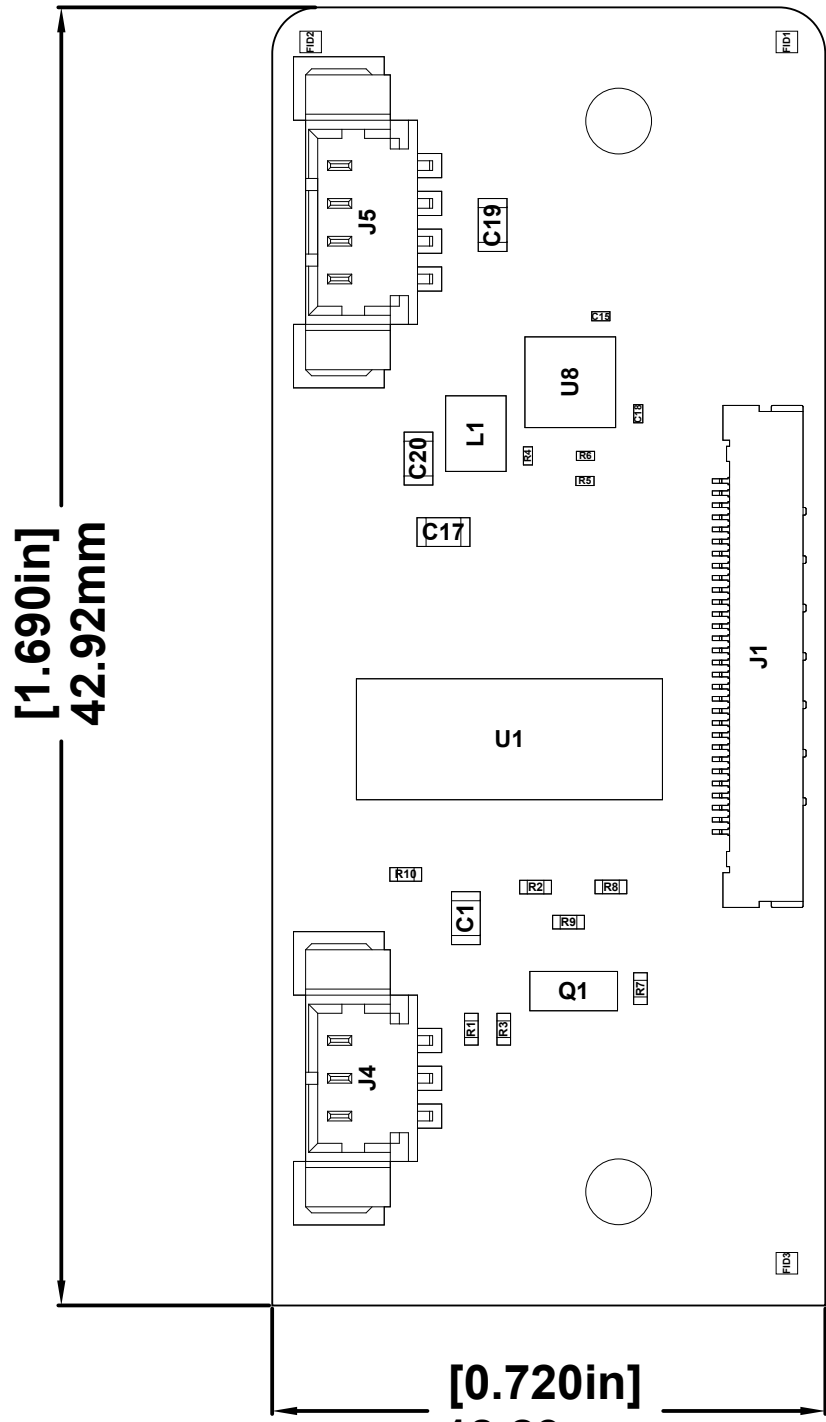 FID2
FID1
J5
C19
C15
U8
C18
L1
C20
R4
R6
R5
C17
[1.690in]
42.92mm
J1
U1
R10
R2
R8
C1
R9
Q1
R7
R1
R3
J4
FID3
[0.720in]